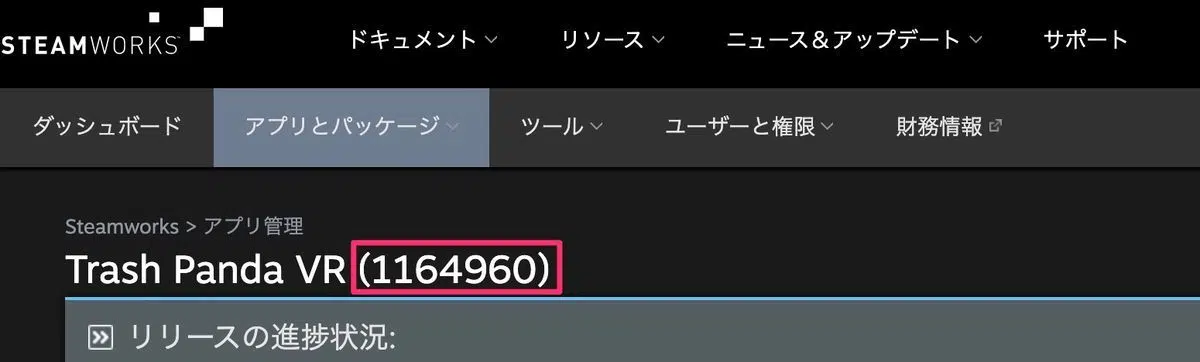 STEAMWORKS
ドキュメント リソース ニュース＆アップデート サポート
ダッシュボード アプリとパッケージ ツール ユーザーと権限 財務情報
Steamworks > アプリ管理
Trash Panda VR (1164960)
リリースの進捗状況: